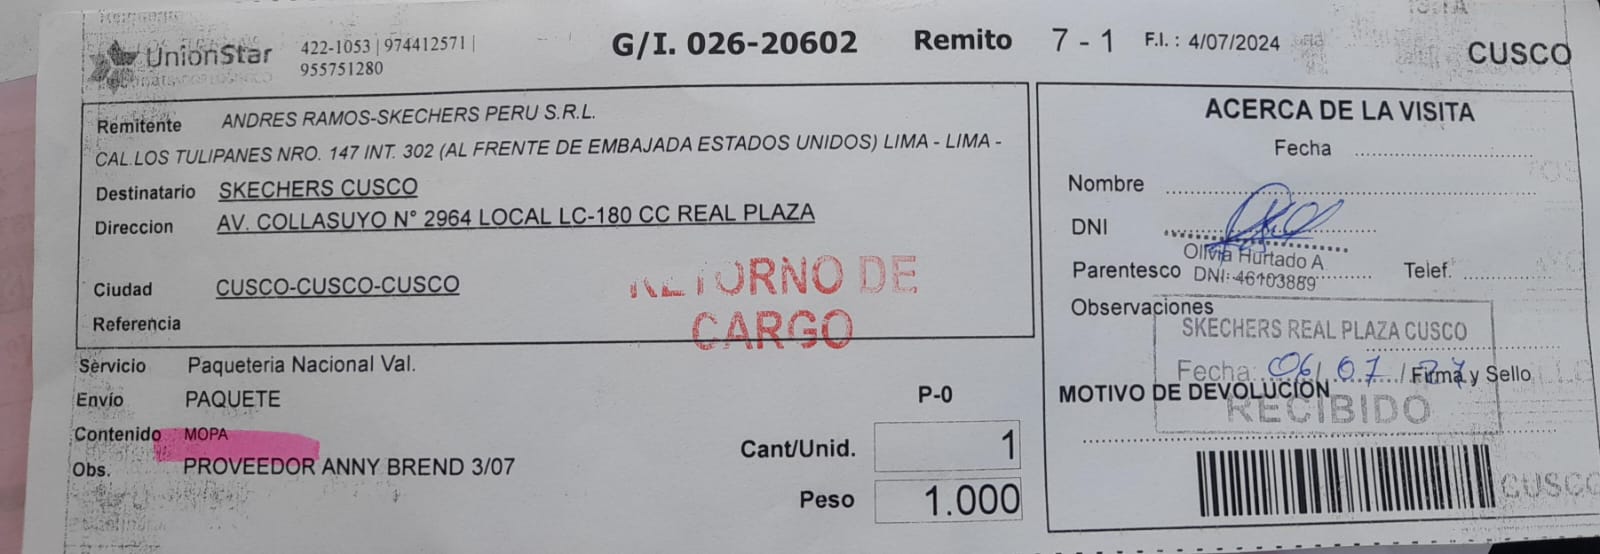 UnionStar
422-1053 | 974412571 |
955751280
G/I. 026-20602
Remito 7 - 1
F.I. : 4/07/2024
CUSCO
Remitente ANDRES RAMOS-SKECHERS PERU S.R.L.
CAL.LOS TULIPANES NRO. 147 INT. 302 (AL FRENTE DE EMBAJADA ESTADOS UNIDOS) LIMA - LIMA -
Destinatario SKECHERS CUSCO
Direccion AV. COLLASUYO N° 2964 LOCAL LC-180 CC REAL PLAZA
Ciudad CUSCO-CUSCO-CUSCO
Referencia
RETORNO DE
CARGO
Servicio Paqueteria Nacional Val.
Envío PAQUETE
Contenido MOPA
Obs. PROVEEDOR ANNY BREND 3/07
P-0
Cant/Unid. 1
Peso 1.000
ACERCA DE LA VISITA
Fecha
Nombre
DNI
Olivia Hurtado A
Parentesco DNI: 46103889 Telef.
Observaciones
SKECHERS REAL PLAZA CUSCO
Fecha: 06/07/
Firma y Sello
MOTIVO DE DEVOLUCIÓN
RECIBIDO
CUSCO